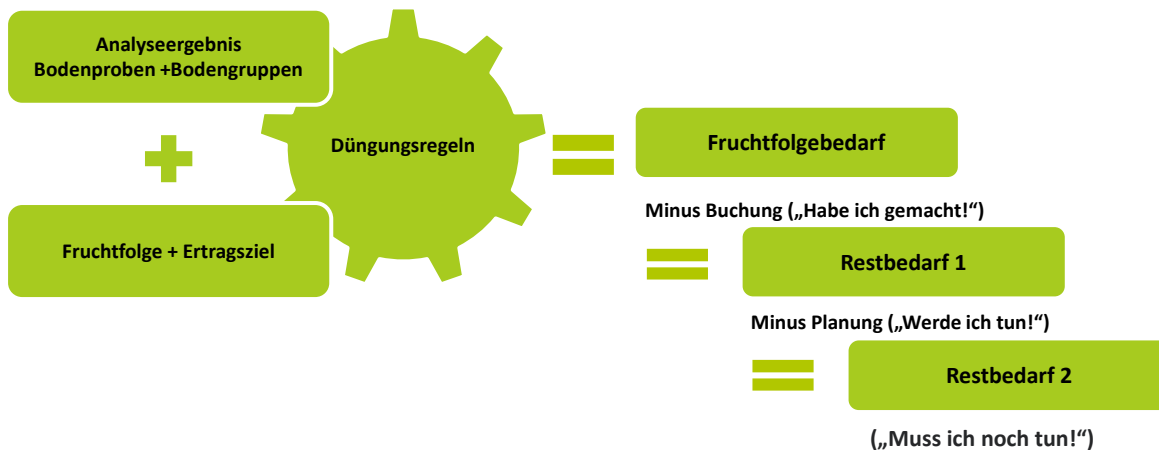 Analyseergebnis
Bodenproben +Bodengruppen
Düngungsregeln
Fruchtfolge + Ertragsziel
Fruchtfolgebedarf
Minus Buchung („Habe ich gemacht!“)
Restbedarf 1
Minus Planung („Werde ich tun!“)
Restbedarf 2
(„Muss ich noch tun!“)